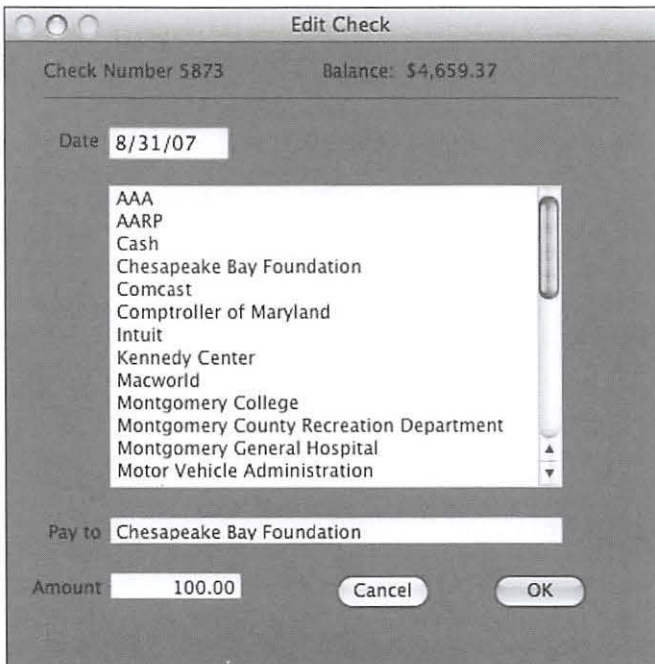 Edit Check
Check Number 5873 Balance: $4,659.37
Date 8/31/07
AAA
AARP
Cash
Chesapeake Bay Foundation
Comcast
Comptroller of Maryland
Intuit
Kennedy Center
Macworld
Montgomery College
Montgomery County Recreation Department
Montgomery General Hospital
Motor Vehicle Administration
Pay to Chesapeake Bay Foundation
Amount 100.00 Cancel OK